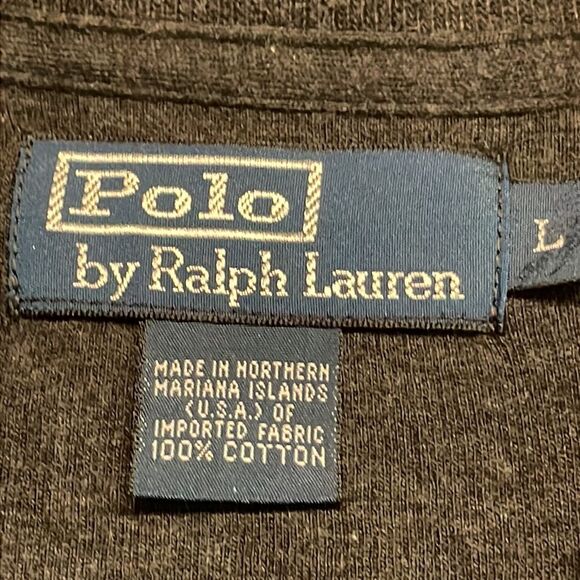 Polo
by Ralph Lauren
L
MADE IN NORTHERN
MARIANA ISLANDS
(U.S.A.) OF
IMPORTED FABRIC
100% COTTON